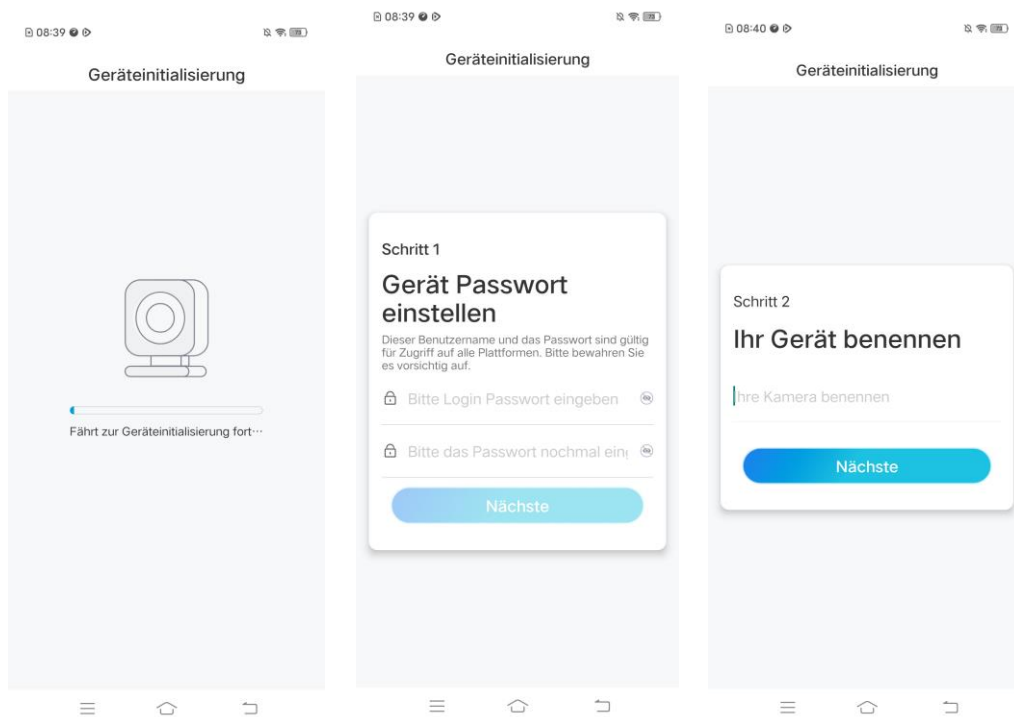 08:39
Geräteinitialisierung
Fährt zur Geräteinitialisierung fort···
08:39
Geräteinitialisierung
Schritt 1
Gerät Passwort
einstellen
Dieser Benutzername und das Passwort sind gültig
für Zugriff auf alle Plattformen. Bitte bewahren Sie
es vorsichtig auf.
Bitte Login Passwort eingeben
Bitte das Passwort nochmal ein
Nächste
08:40
Geräteinitialisierung
Schritt 2
Ihr Gerät benennen
Ihre Kamera benennen
Nächste